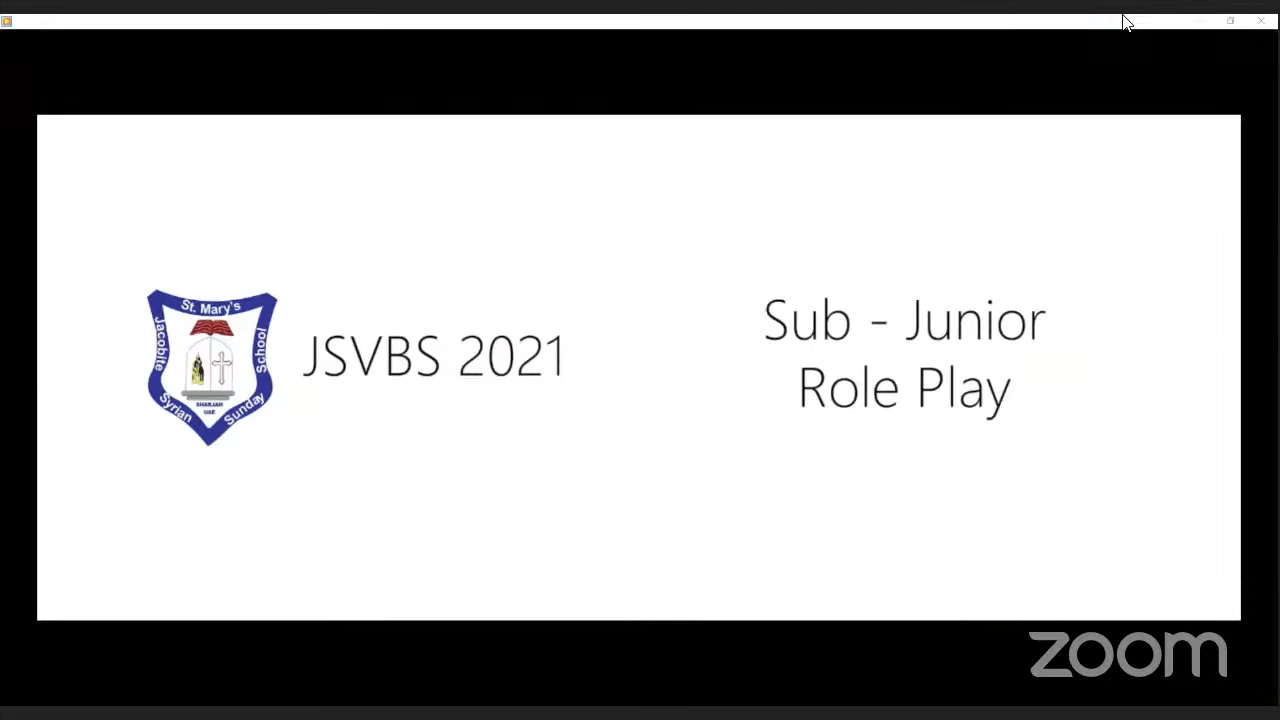 St. Mary's
Jacobite
Syrian
Sunday
School
SHARJAH
UAE
JSVBS 2021
Sub - Junior
Role Play
zoom